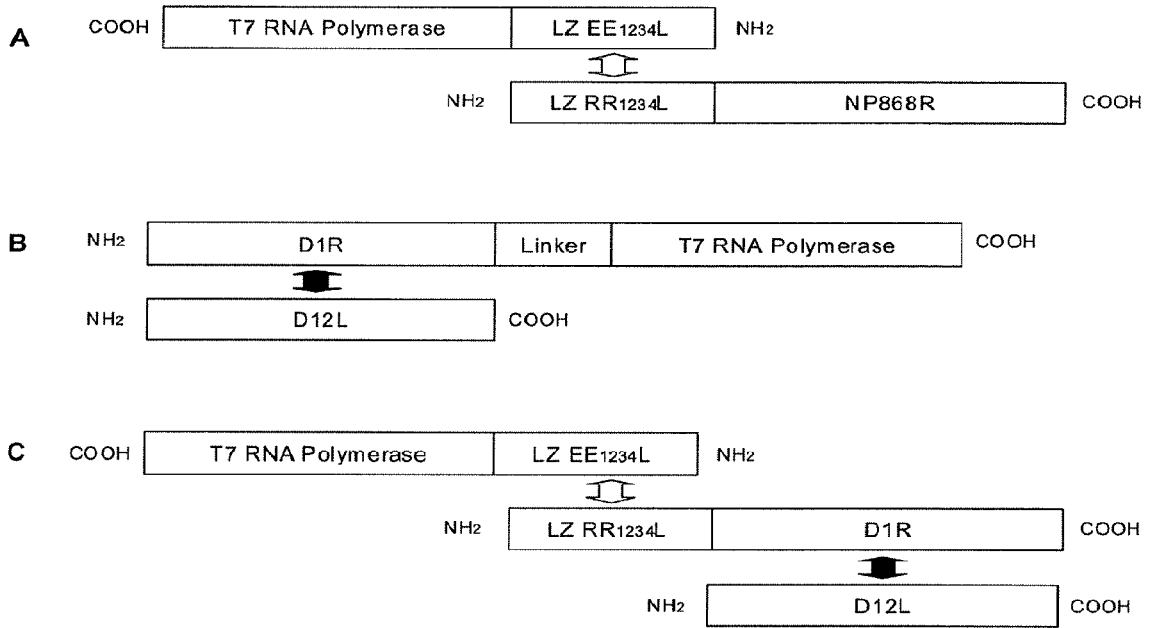 A
COOH T7 RNA Polymerase LZ EE1234L NH2
NH2 LZ RR1234L NP868R COOH
B
NH2 D1R Linker T7 RNA Polymerase COOH
NH2 D12L COOH
C
COOH T7 RNA Polymerase LZ EE1234L NH2
NH2 LZ RR1234L D1R COOH
NH2 D12L COOH